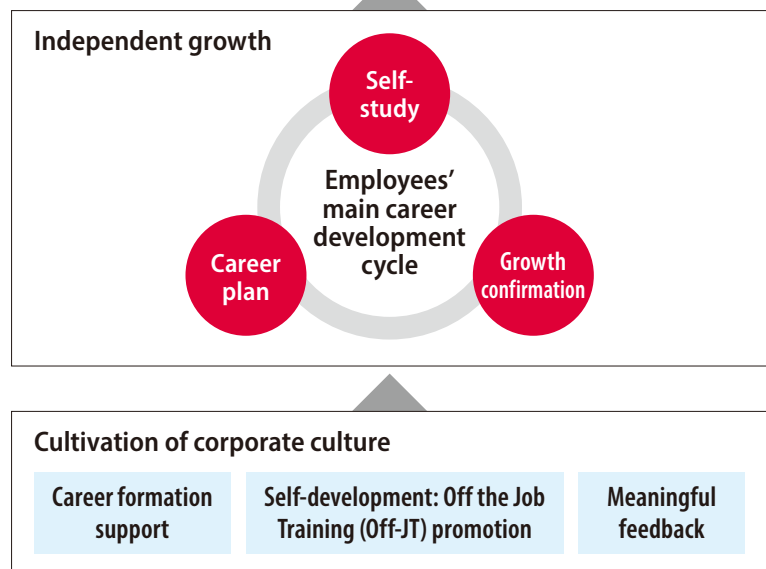 Independent growth
Self-
study
Employees’
main career
development
cycle
Career
plan
Growth
confirmation
Cultivation of corporate culture
Career formation
support
Self-development: Off the Job
Training (Off-JT) promotion
Meaningful
feedback